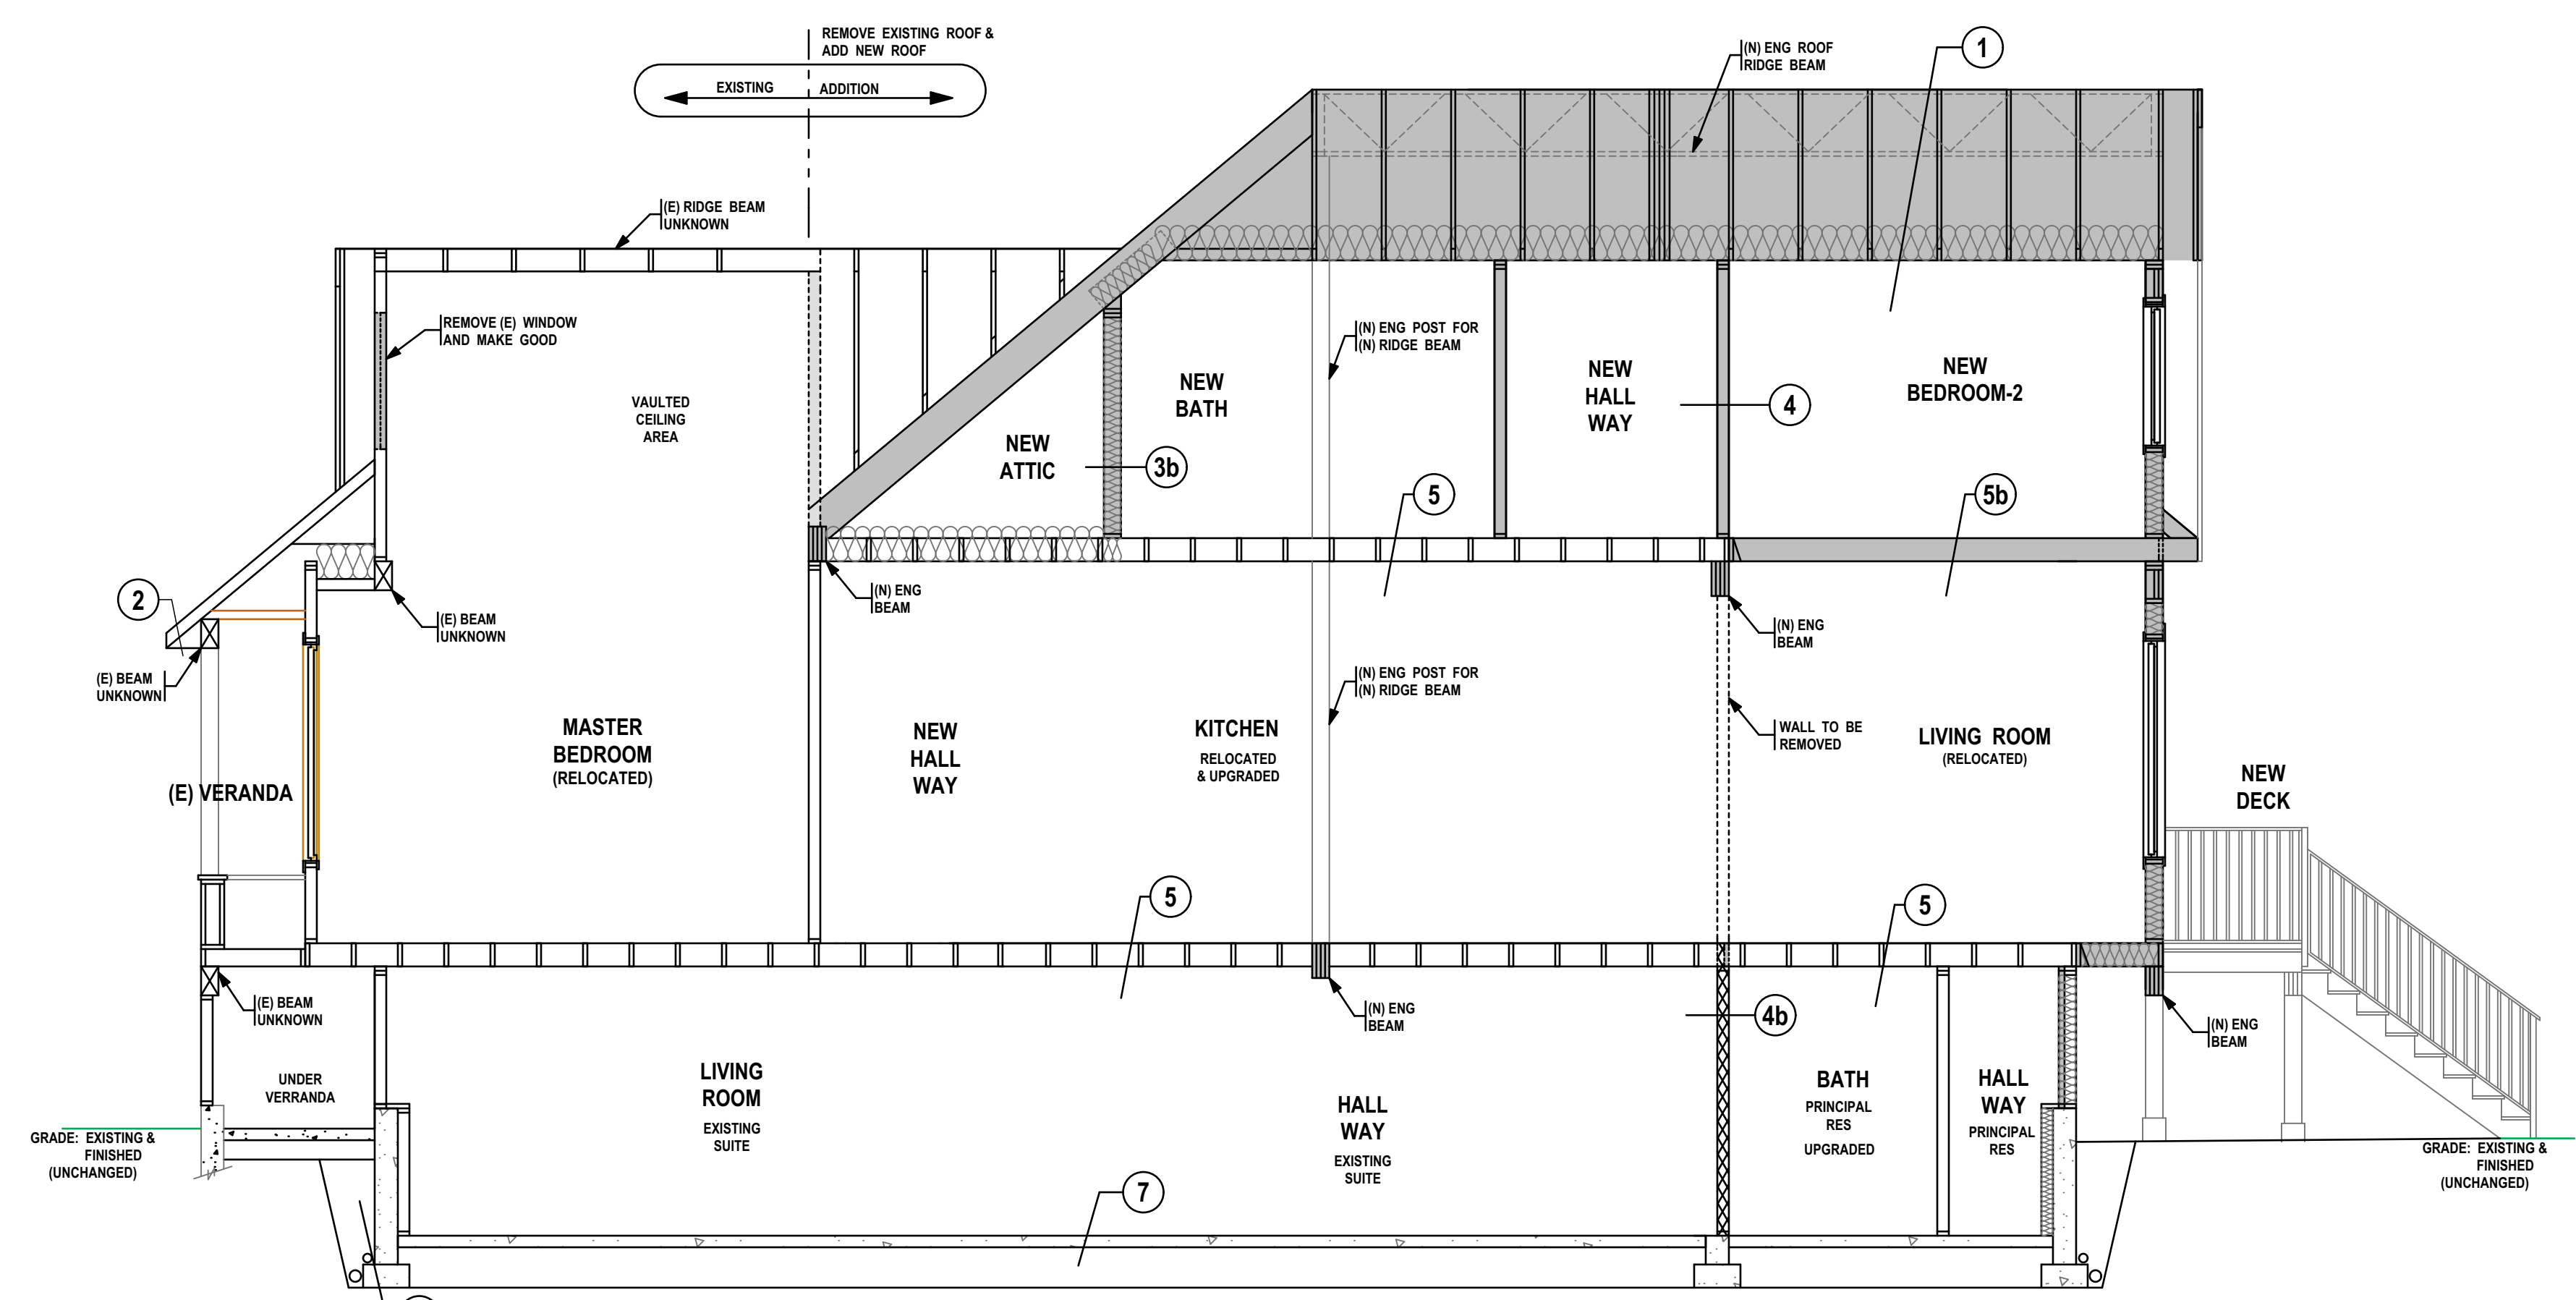 REMOVE EXISTING ROOF &
ADD NEW ROOF
EXISTING ADDITION
(N) ENG ROOF
RIDGE BEAM
1
(E) RIDGE BEAM
UNKNOWN
REMOVE (E) WINDOW
AND MAKE GOOD
VAULTED
CEILING
AREA
NEW
ATTIC
3b
NEW
BATH
(N) ENG POST FOR
(N) RIDGE BEAM
NEW
HALL
WAY
4
NEW
BEDROOM-2
5
5b
2
(E) BEAM
UNKNOWN
(E) BEAM
UNKNOWN
(N) ENG
BEAM
(N) ENG
BEAM
(E) VERANDA
MASTER
BEDROOM
(RELOCATED)
NEW
HALL
WAY
KITCHEN
RELOCATED
& UPGRADED
(N) ENG POST FOR
(N) RIDGE BEAM
WALL TO BE
REMOVED
LIVING ROOM
(RELOCATED)
NEW
DECK
5
5
(E) BEAM
UNKNOWN
(N) ENG
BEAM
4b
(N) ENG
BEAM
UNDER
VERRANDA
LIVING
ROOM
EXISTING
SUITE
HALL
WAY
EXISTING
SUITE
BATH
PRINCIPAL
RES
UPGRADED
HALL
WAY
PRINCIPAL
RES
GRADE: EXISTING &
FINISHED
(UNCHANGED)
GRADE: EXISTING &
FINISHED
(UNCHANGED)
7